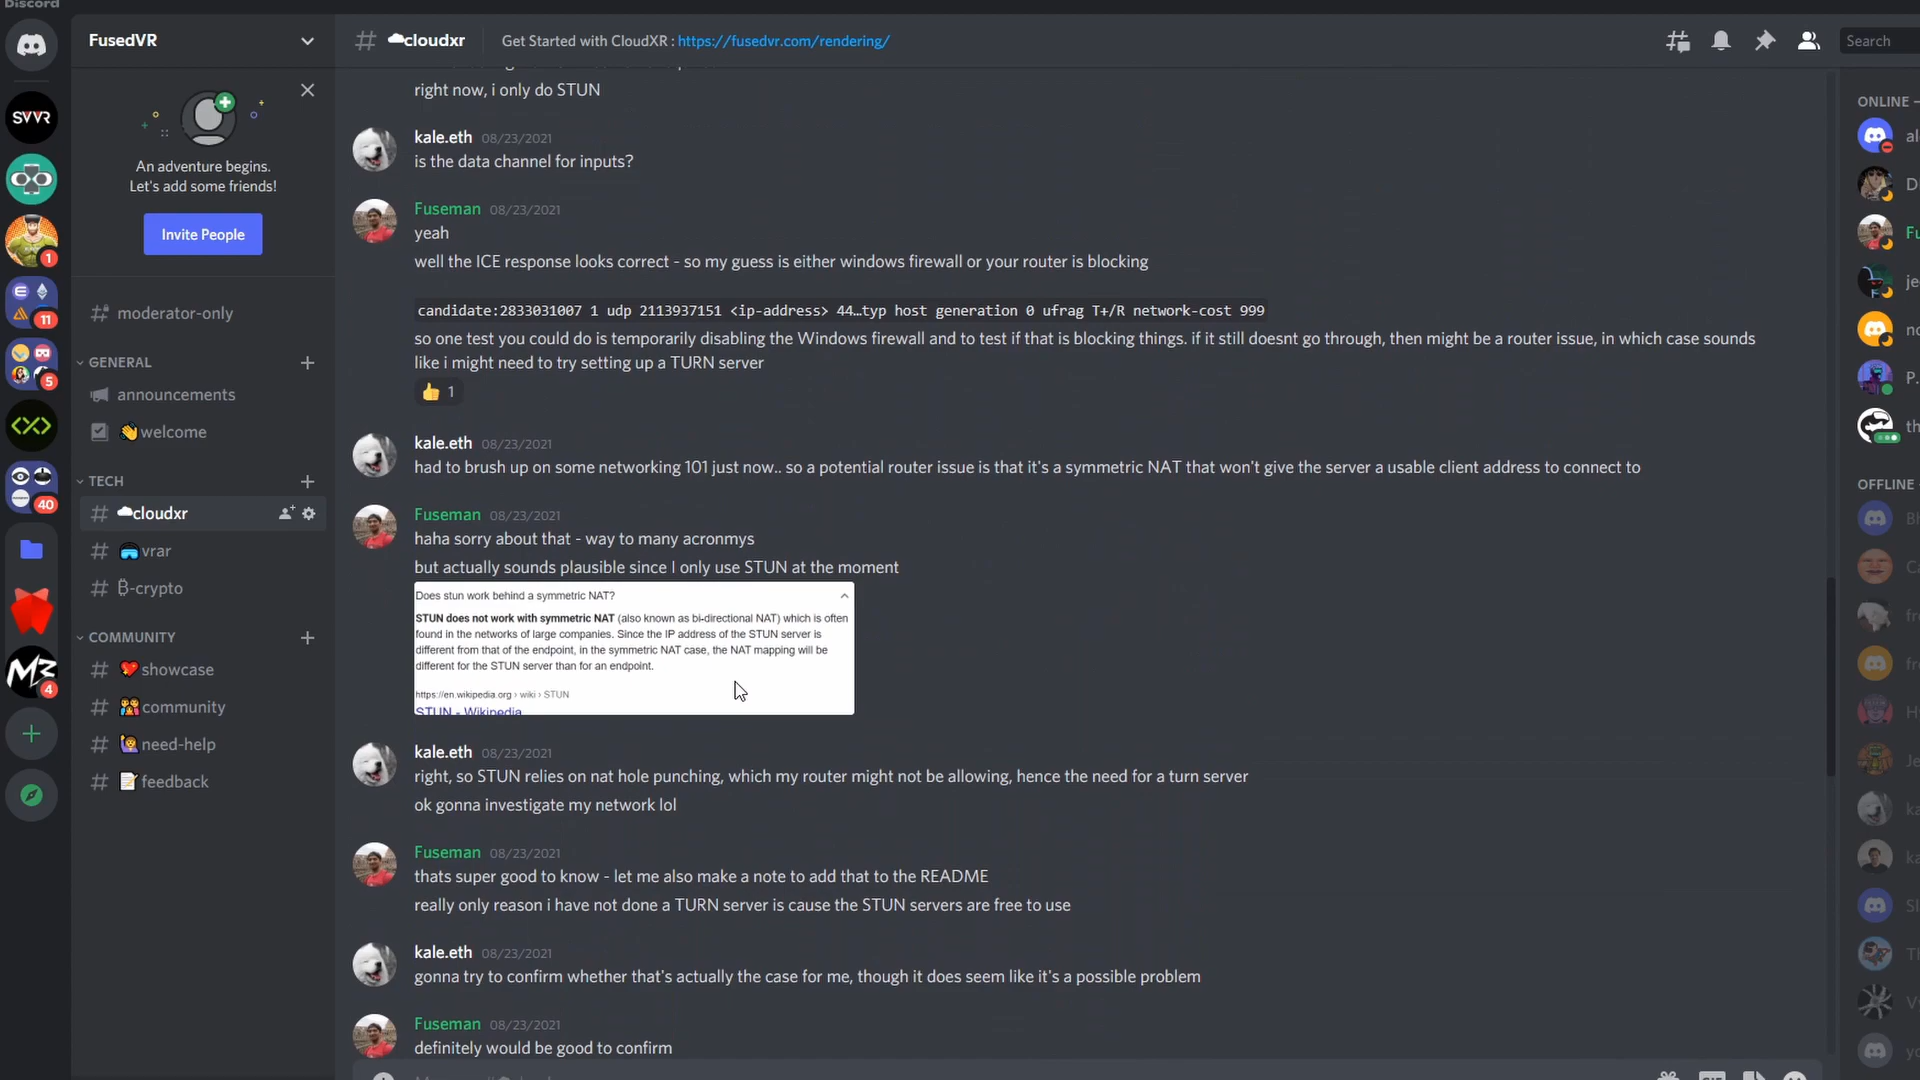 Discord
FusedVR
☁cloudxr
Get Started with CloudXR : https://fusedvr.com/rendering/
Search
SVVR
1
11
5
40
M3
4
An adventure begins.
Let's add some friends!
Invite People
moderator-only
GENERAL
announcements
👋welcome
TECH
☁cloudxr
🥽vrar
₿-crypto
COMMUNITY
❤️showcase
👨‍👩‍👧‍👦community
🙋need-help
📝feedback
right now, i only do STUN
kale.eth 08/23/2021
is the data channel for inputs?
Fuseman 08/23/2021
yeah
well the ICE response looks correct - so my guess is either windows firewall or your router is blocking
candidate:2833031007 1 udp 2113937151 <ip-address> 44…typ host generation 0 ufrag T+/R network-cost 999
so one test you could do is temporarily disabling the Windows firewall and to test if that is blocking things. if it still doesnt go through, then might be a router issue, in which case sounds
like i might need to try setting up a TURN server
👍 1
kale.eth 08/23/2021
had to brush up on some networking 101 just now.. so a potential router issue is that it's a symmetric NAT that won't give the server a usable client address to connect to
Fuseman 08/23/2021
haha sorry about that - way to many acronmys
but actually sounds plausible since I only use STUN at the moment
Does stun work behind a symmetric NAT?
STUN does not work with symmetric NAT (also known as bi-directional NAT) which is often
found in the networks of large companies. Since the IP address of the STUN server is
different from that of the endpoint, in the symmetric NAT case, the NAT mapping will be
different for the STUN server than for an endpoint.
https://en.wikipedia.org › wiki › STUN
STUN - Wikipedia
kale.eth 08/23/2021
right, so STUN relies on nat hole punching, which my router might not be allowing, hence the need for a turn server
ok gonna investigate my network lol
Fuseman 08/23/2021
thats super good to know - let me also make a note to add that to the README
really only reason i have not done a TURN server is cause the STUN servers are free to use
kale.eth 08/23/2021
gonna try to confirm whether that's actually the case for me, though it does seem like it's a possible problem
Fuseman 08/23/2021
definitely would be good to confirm
ONLINE —
al
D
Fu
je
no
P.
th
OFFLINE -